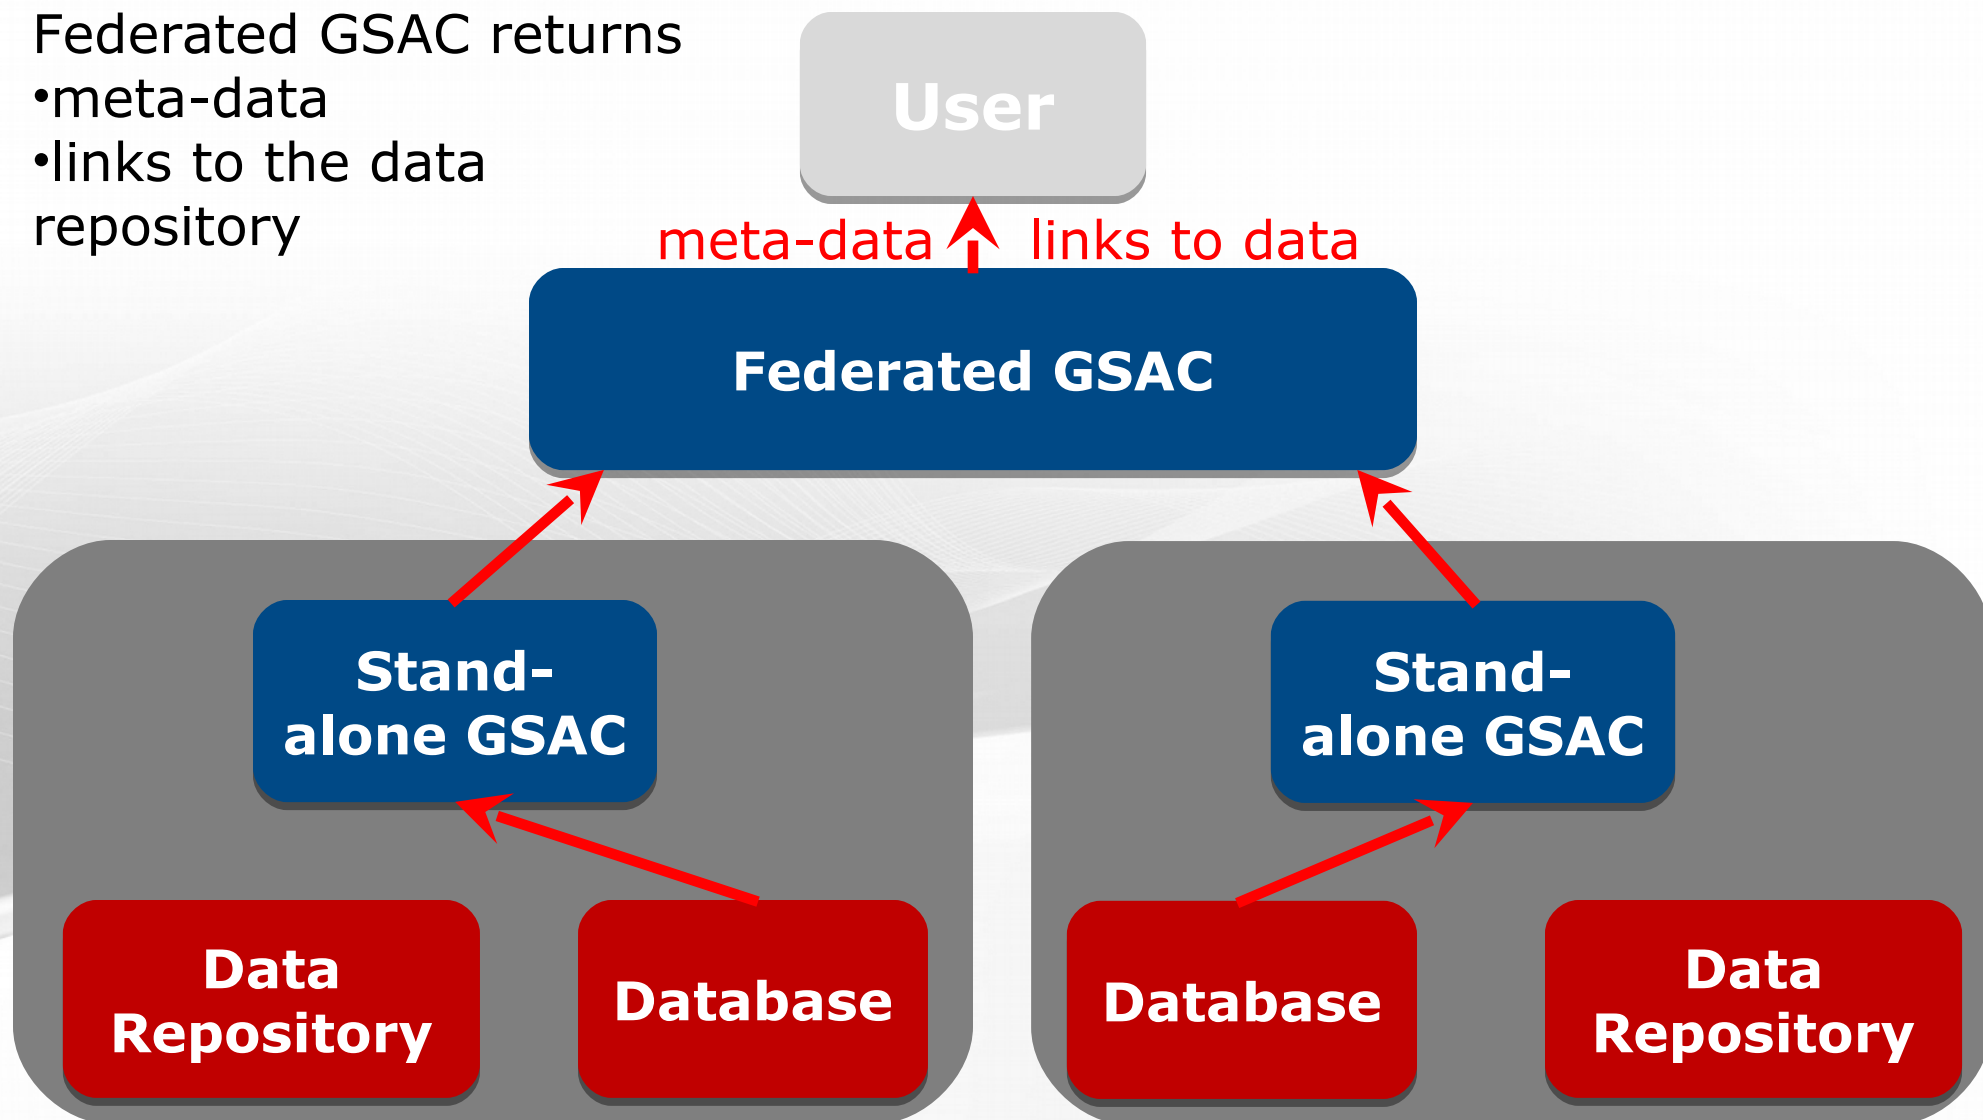 Federated GSAC returns
•meta-data
•links to the data
repository
User
meta-data
links to data
Federated GSAC
Stand-
alone GSAC
Stand-
alone GSAC
Data
Repository
Database
Database
Data
Repository